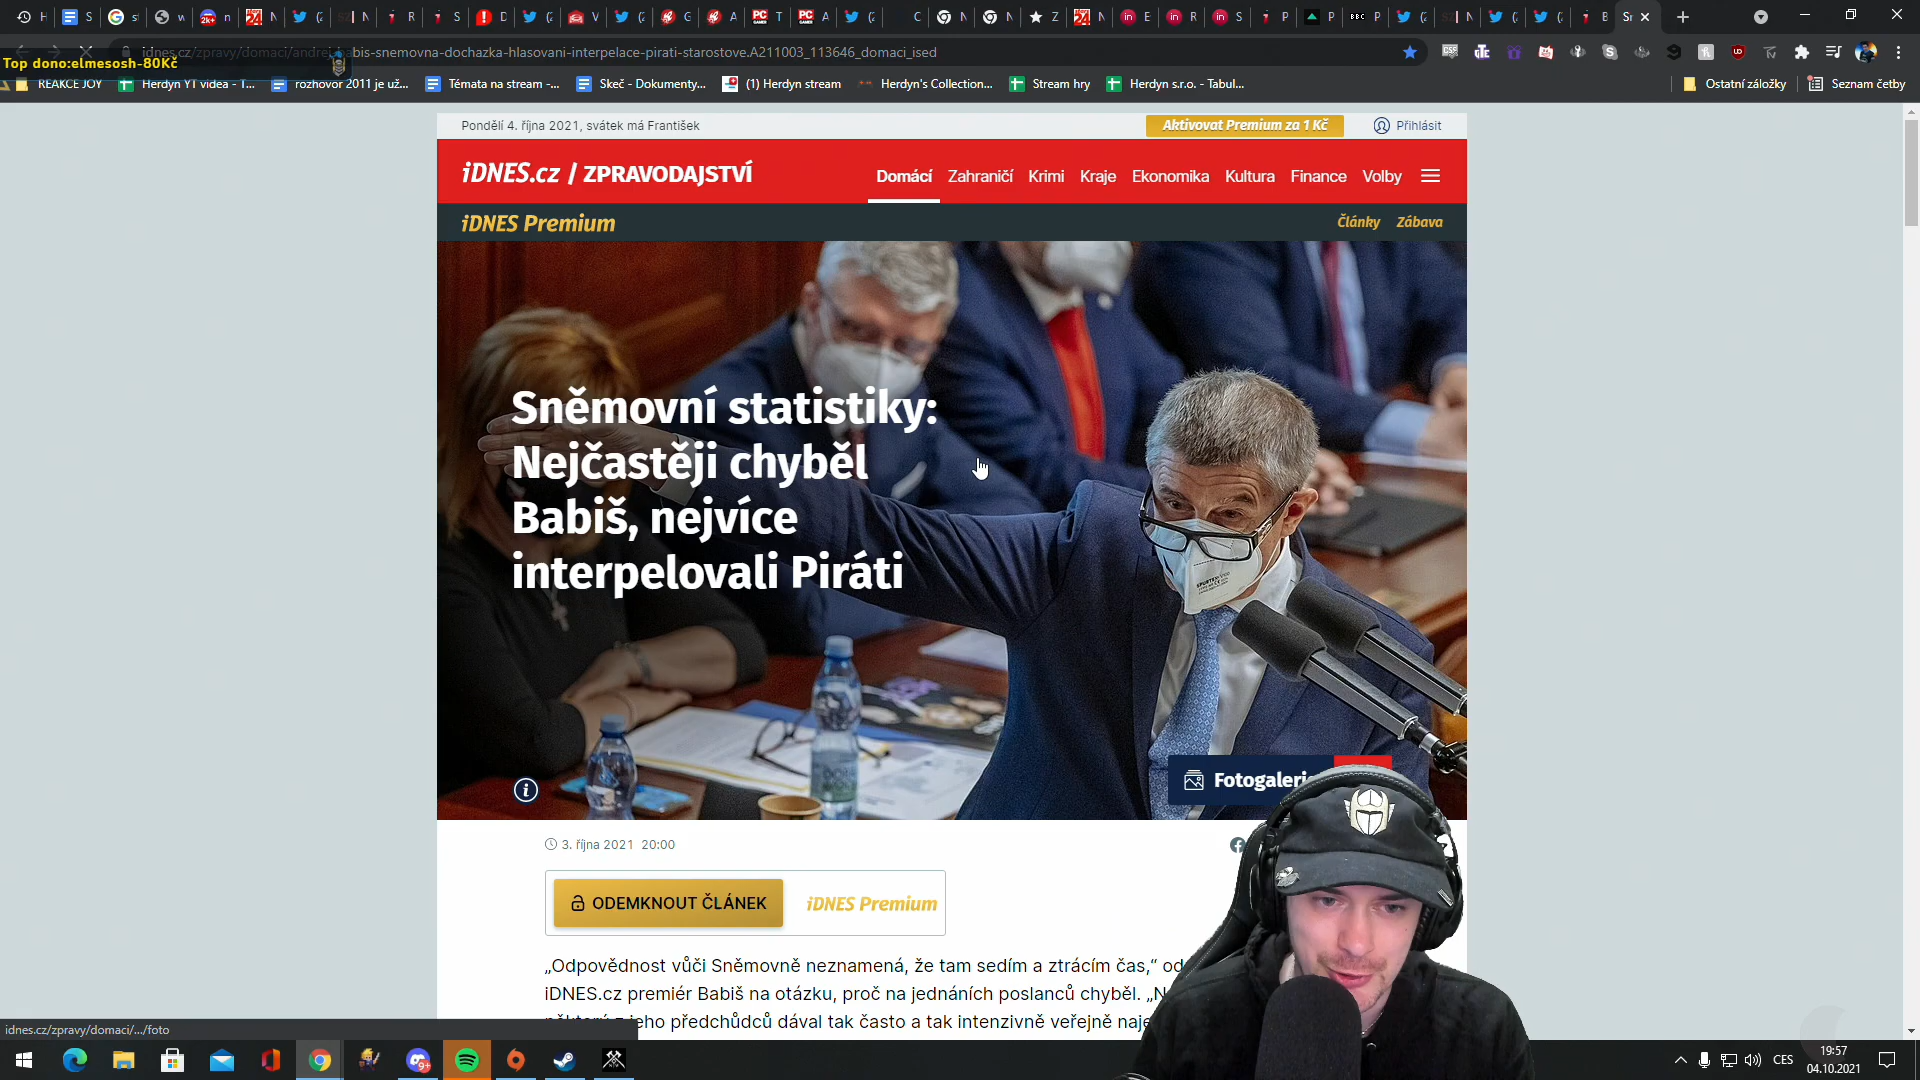 idnes.cz/zpravy/domaci/andrej-babis-snemovna-dochazka-hlasovani-interpelace-pirati-starostove.A211003_113646_domaci_ised
Top dono:elmesosh-80Kč
REAKCE JOY
Herdyn YT videa - T...
rozhovor 2011 je už...
Témata na stream -...
Skeč - Dokumenty...
(1) Herdyn stream
Herdyn's Collection...
Stream hry
Herdyn s.r.o. - Tabul...
Ostatní záložky
Seznam četby
Pondělí 4. října 2021, svátek má František
Aktivovat Premium za 1 Kč
Přihlásit
iDNES.cz / ZPRAVODAJSTVÍ
Domácí Zahraničí Krimi Kraje Ekonomika Kultura Finance Volby
iDNES Premium
Články Zábava
Sněmovní statistiky:
Nejčastěji chyběl
Babiš, nejvíce
interpelovali Piráti
Fotogalerie
3. října 2021 20:00
ODEMKNOUT ČLÁNEK
iDNES Premium
„Odpovědnost vůči Sněmovně neznamená, že tam sedím a ztrácím čas,“ od
iDNES.cz premiér Babiš na otázku, proč na jednáních poslanců chyběl. „N
jeho předchůdců dával tak často a tak intenzivně veřejně naje
idnes.cz/zpravy/domaci/.../foto
CES
19:57
04.10.2021